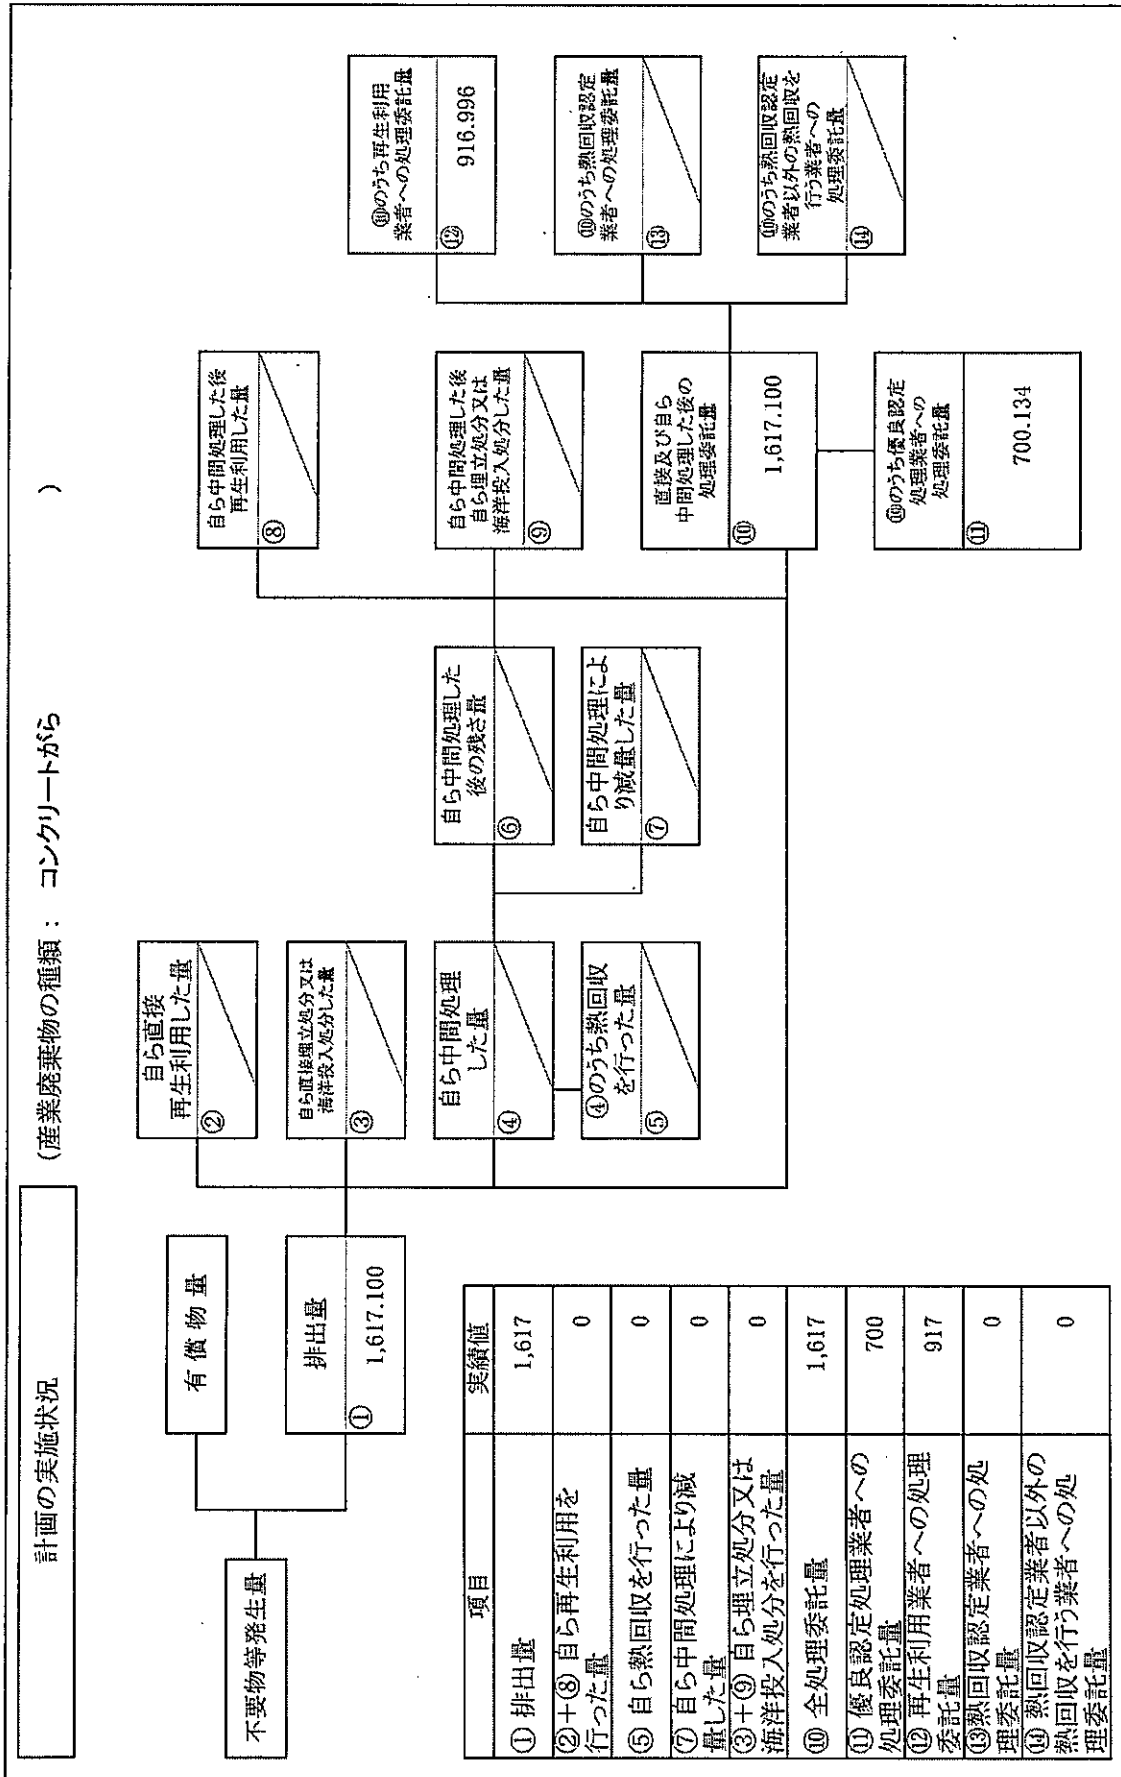 計画の実施状況
(産業廃棄物の種類： コンクリートがら )
不要物等発生量
有償物量
排出量
① 1,617.100
自ら直接
再生利用した量
②
自ら直接埋立処分又は
海洋投入処分した量
③
自ら中間処理
した量
④
④のうち熱回収
を行った量
⑤
自ら中間処理した
後の残さ量
⑥
自ら中間処理によ
り減量した量
⑦
自ら中間処理した後
再生利用した量
⑧
自ら中間処理した後
自ら埋立処分又は
海洋投入処分した量
⑨
直接及び自ら
中間処理した後の
処理委託量
⑩ 1,617.100
⑩のうち優良認定
処理業者への
処理委託量
⑪ 700.134
⑩のうち再生利用
業者への処理委託量
⑫ 916.996
⑩のうち熱回収認定
業者への処理委託量
⑬
⑩のうち熱回収認定
業者以外の熱回収を
行う業者への
処理委託量
⑭
項目 実績値
①排出量 1,617
②+⑧ 自ら再生利用を
行った量 0
⑤ 自ら熱回収を行った量 0
⑦ 自ら中間処理により減
量した量 0
③+⑨ 自ら埋立処分又は
海洋投入処分を行った量 0
⑩ 全処理委託量 1,617
⑪ 優良認定処理業者への
処理委託量 700
⑫ 再生利用業者への処理
委託量 917
⑬熱回収認定業者への処
理委託量 0
⑭ 熱回収認定業者以外の
熱回収を行う業者への処
理委託量 0